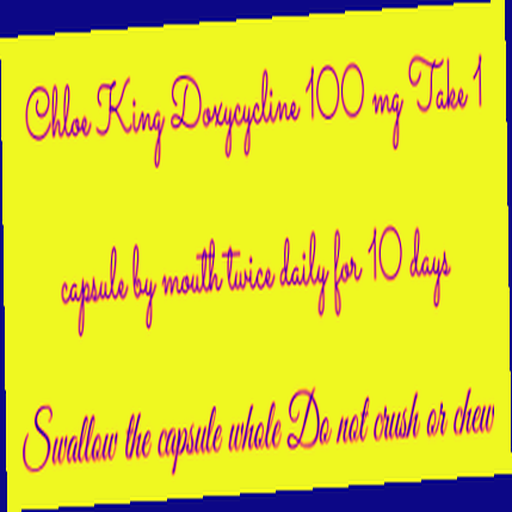 Chloe King Doxycycline 100 mg Take 1
capsule by mouth twice daily for 10 days
Swallow the capsule whole Do not crush or chew